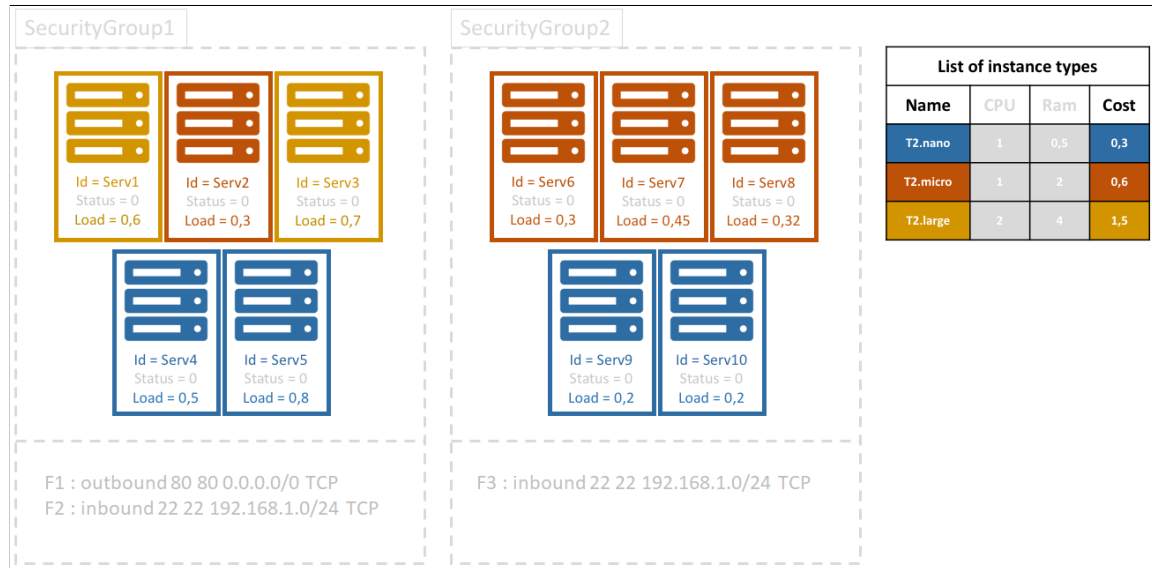 SecurityGroup1
Id = Serv1
Status = 0
Load = 0,6
Id = Serv2
Status = 0
Load = 0,3
Id = Serv3
Status = 0
Load = 0,7
Id = Serv4
Status = 0
Load = 0,5
Id = Serv5
Status = 0
Load = 0,8
F1 : outbound 80 80 0.0.0.0/0 TCP
F2 : inbound 22 22 192.168.1.0/24 TCP
SecurityGroup2
Id = Serv6
Status = 0
Load = 0,3
Id = Serv7
Status = 0
Load = 0,45
Id = Serv8
Status = 0
Load = 0,32
Id = Serv9
Status = 0
Load = 0,2
Id = Serv10
Status = 0
Load = 0,2
F3 : inbound 22 22 192.168.1.0/24 TCP
List of instance types
Name CPU Ram Cost
T2.nano 1 0,5 0,3
T2.micro 1 2 0,6
T2.large 2 4 1,5